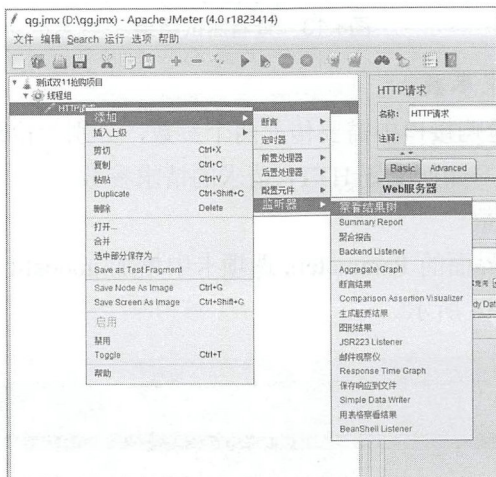 qg.jmx (D:\qg.jmx) - Apache JMeter (4.0 r1823414)
文件 编辑 Search 运行 选项 帮助
测试双11抢购项目
线程组
HTTP请求
添加
插入上级
剪切 Ctrl+X
复制 Ctrl+C
粘贴 Ctrl+V
Duplicate Ctrl+Shift+C
删除 Delete
打开...
合并
选中部分保存为...
Save as Test Fragment
Save Node As Image Ctrl+G
Save Screen As Image Ctrl+Shift+G
启用
禁用
Toggle Ctrl+T
帮助
断言
定时器
前置处理器
后置处理器
配置元件
监听器
察看结果树
Summary Report
聚合报告
Backend Listener
Aggregate Graph
断言结果
Comparison Assertion Visualizer
生成概要结果
图形结果
JSR223 Listener
邮件观察仪
Response Time Graph
保存响应到文件
Simple Data Writer
用表格察看结果
BeanShell Listener
HTTP请求
名称: HTTP请求
注释:
Basic Advanced
Web服务器
dy Dat